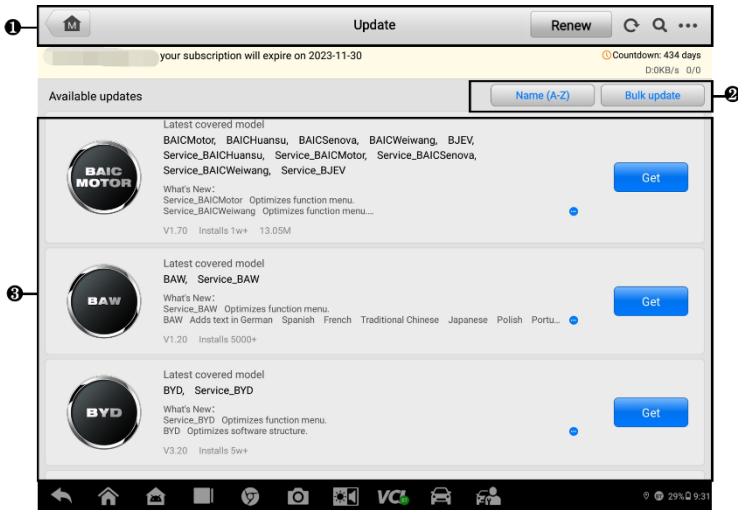 ❶
M
Update
Renew
your subscription will expire on 2023-11-30
Countdown: 434 days
D:0KB/s 0/0
Available updates
Name (A-Z)
Bulk update
❷
❸
BAIC
MOTOR
Latest covered model
BAICMotor, BAICHuansu, BAICSenova, BAICWeiwang, BJEV,
Service_BAICHuansu, Service_BAICMotor, Service_BAICSenova,
Service_BAICWeiwang, Service_BJEV
What's New:
Service_BAICMotor Optimizes function menu.
Service_BAICWeiwang Optimizes function menu....
V1.70 Installs 1w+ 13.05M
Get
BAW
Latest covered model
BAW, Service_BAW
What's New:
Service_BAW Optimizes function menu.
BAW Adds text in German Spanish French Traditional Chinese Japanese Polish Portu...
V1.20 Installs 5000+
Get
BYD
Latest covered model
BYD, Service_BYD
What's New:
Service_BYD Optimizes function menu.
BYD Optimizes software structure.
V3.20 Installs 5w+
Get
VCI
29% 9:31